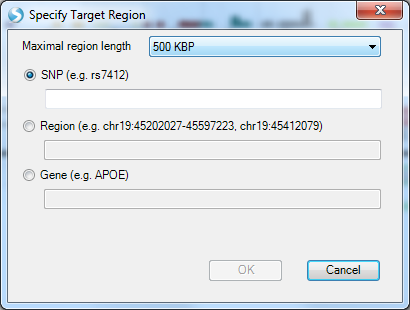 Specify Target Region
Maximal region length 500 KBP
SNP (e.g. rs7412)
Region (e.g. chr19:45202027-45597223, chr19:45412079)
Gene (e.g. APOE)
OK Cancel